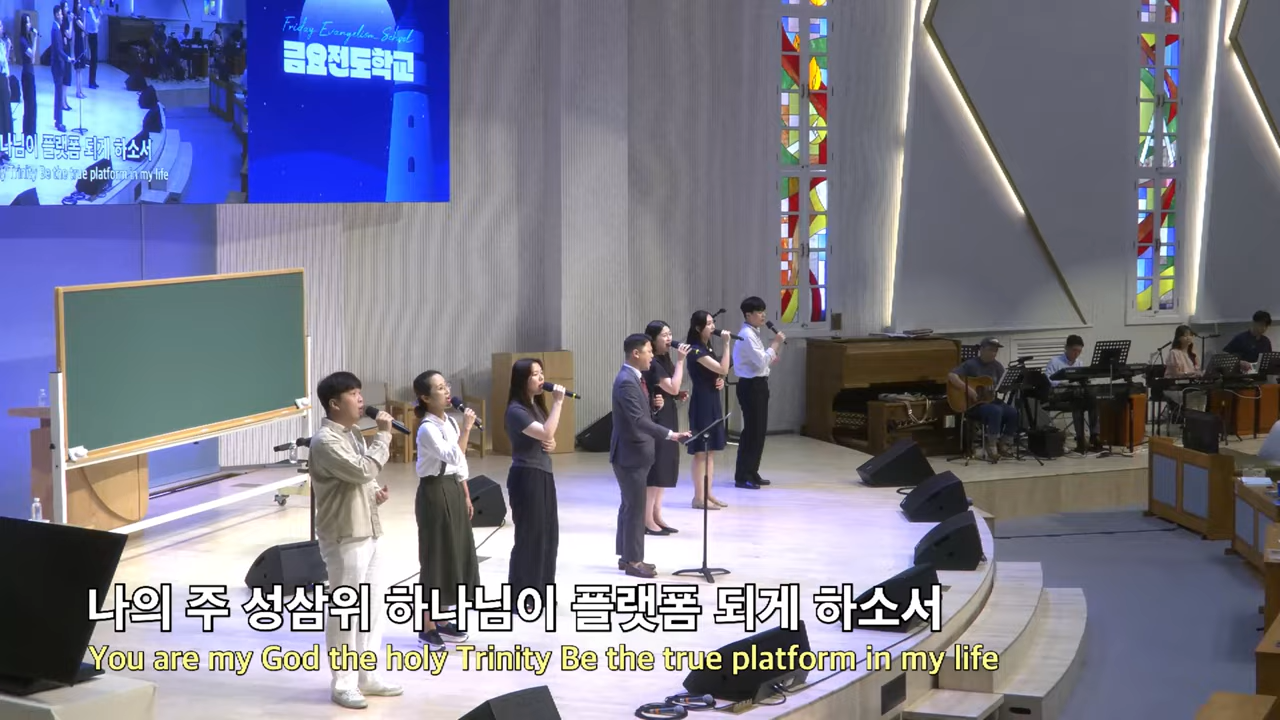 Friday Evangelism School
금요전도학교
나님이 플랫폼 되게 하소서
Trinity Be the true platform in my life
나의 주 성삼위 하나님이 플랫폼 되게 하소서
You are my God the holy Trinity Be the true platform in my life